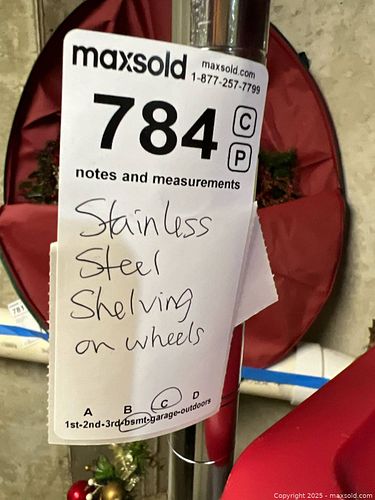 maxsold
maxsold.com
1-877-257-7799
784
C
P
notes and measurements
Stainless
Steel
Shelving
on wheels
A B C D
1st-2nd-3rd-bsmt-garage-outdoors
781
Copyright 2025 - maxsold.com